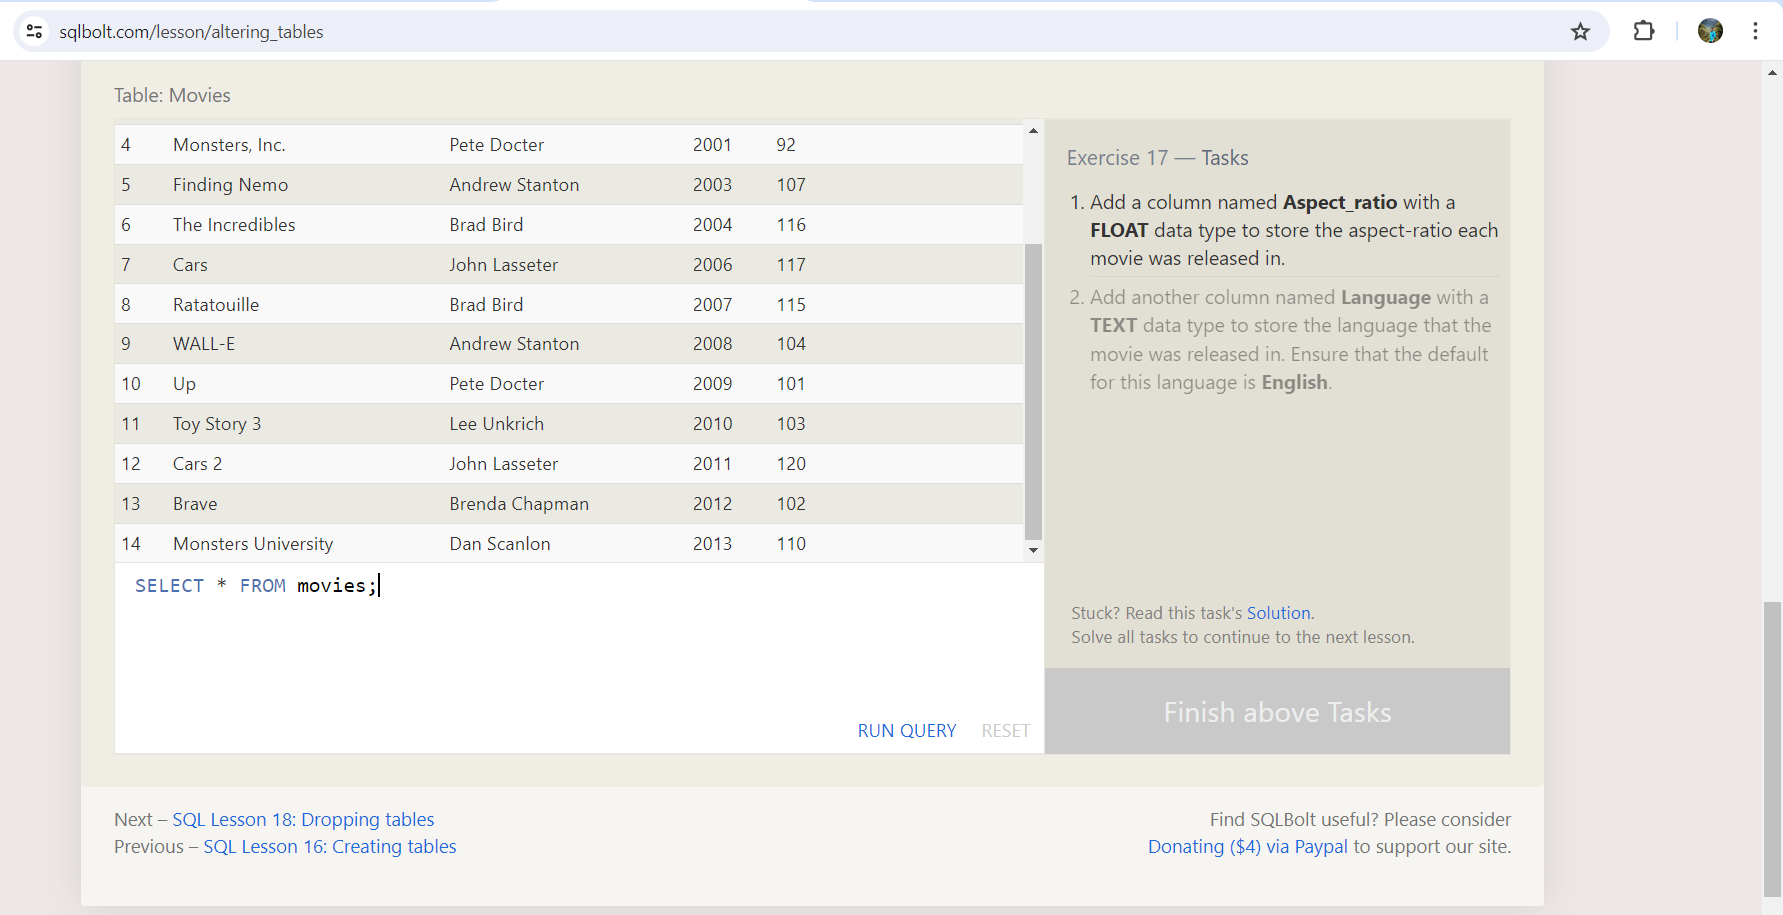 sqlbolt.com/lesson/altering_tables
Table: Movies
4 Monsters, Inc. Pete Docter 2001 92
5 Finding Nemo Andrew Stanton 2003 107
6 The Incredibles Brad Bird 2004 116
7 Cars John Lasseter 2006 117
8 Ratatouille Brad Bird 2007 115
9 WALL-E Andrew Stanton 2008 104
10 Up Pete Docter 2009 101
11 Toy Story 3 Lee Unkrich 2010 103
12 Cars 2 John Lasseter 2011 120
13 Brave Brenda Chapman 2012 102
14 Monsters University Dan Scanlon 2013 110
SELECT * FROM movies;
RUN QUERY RESET
Exercise 17 — Tasks
1. Add a column named Aspect_ratio with a
FLOAT data type to store the aspect-ratio each
movie was released in.
2. Add another column named Language with a
TEXT data type to store the language that the
movie was released in. Ensure that the default
for this language is English.
Stuck? Read this task's Solution.
Solve all tasks to continue to the next lesson.
Finish above Tasks
Next – SQL Lesson 18: Dropping tables
Previous – SQL Lesson 16: Creating tables
Find SQLBolt useful? Please consider
Donating ($4) via Paypal to support our site.